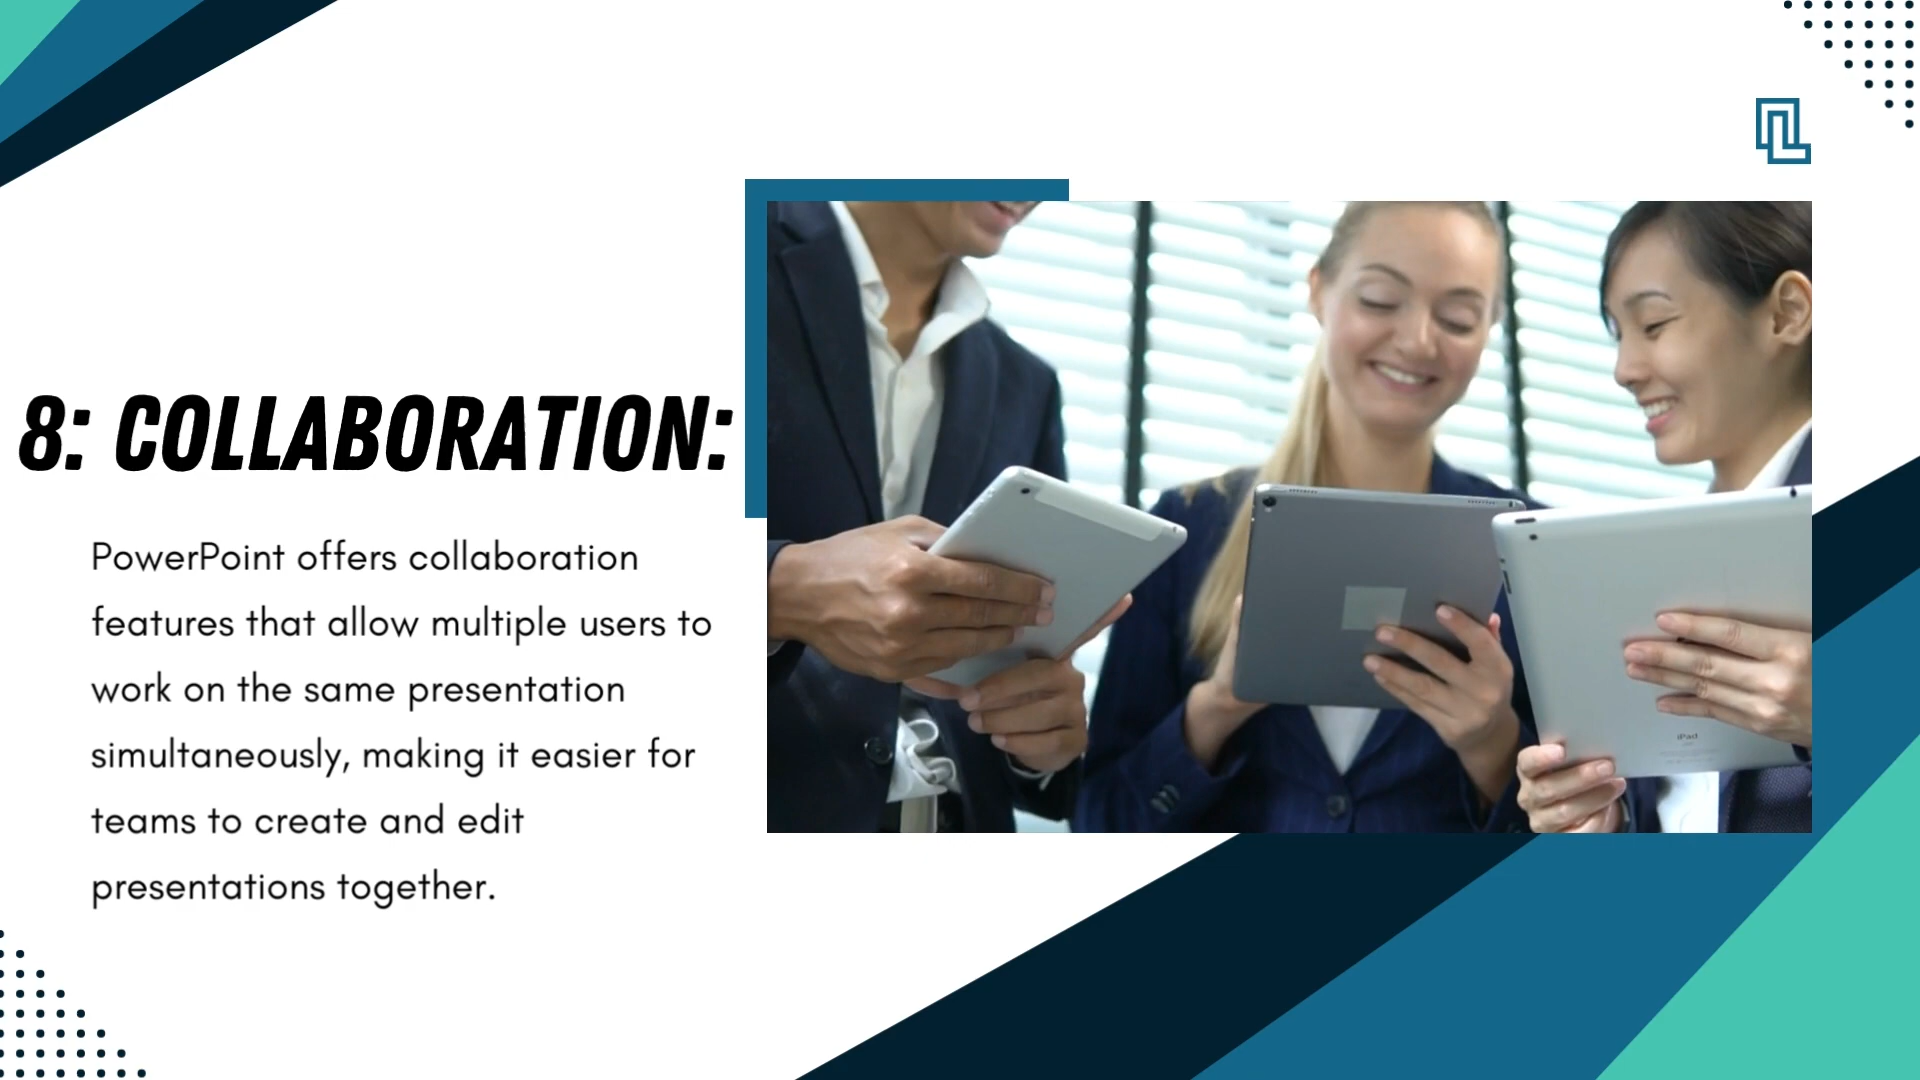 8: COLLABORATION:
PowerPoint offers collaboration
features that allow multiple users to
work on the same presentation
simultaneously, making it easier for
teams to create and edit
presentations together.
iPad